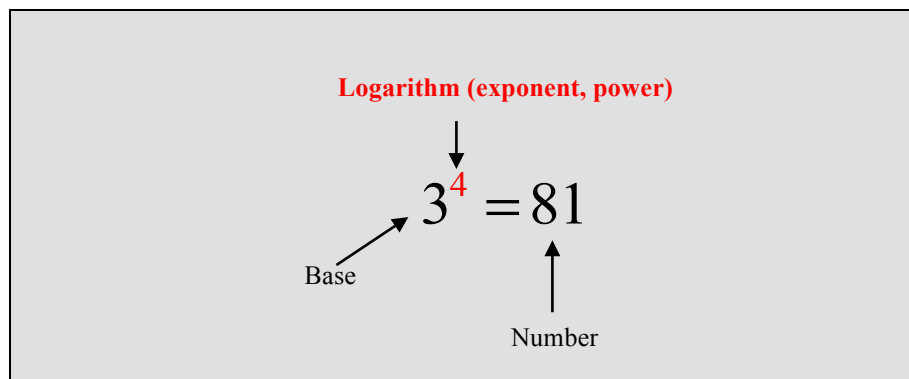 Logarithm (exponent, power)
3⁴ = 81
Base
Number